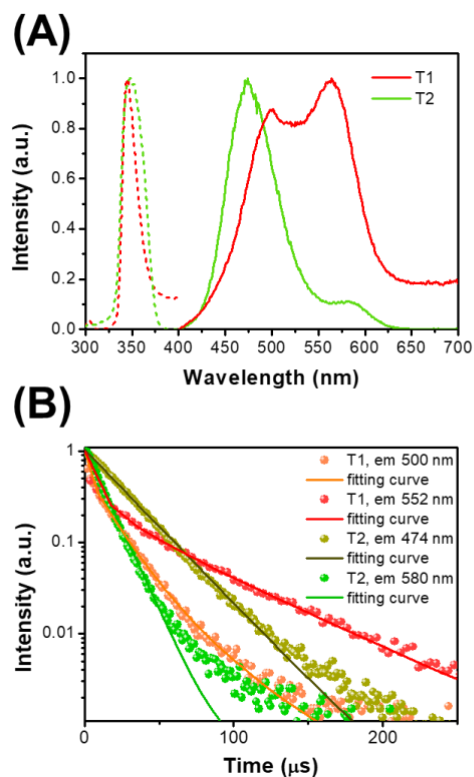 (A)
Intensity (a.u.)
1.0
0.8
0.6
0.4
0.2
0.0
T1
T2
300 350 400 450 500 550 600 650 700
Wavelength (nm)
(B)
Intensity (a.u.)
1
0.1
0.01
T1, em 500 nm
fitting curve
T1, em 552 nm
fitting curve
T2, em 474 nm
fitting curve
T2, em 580 nm
fitting curve
0 100 200
Time (μs)